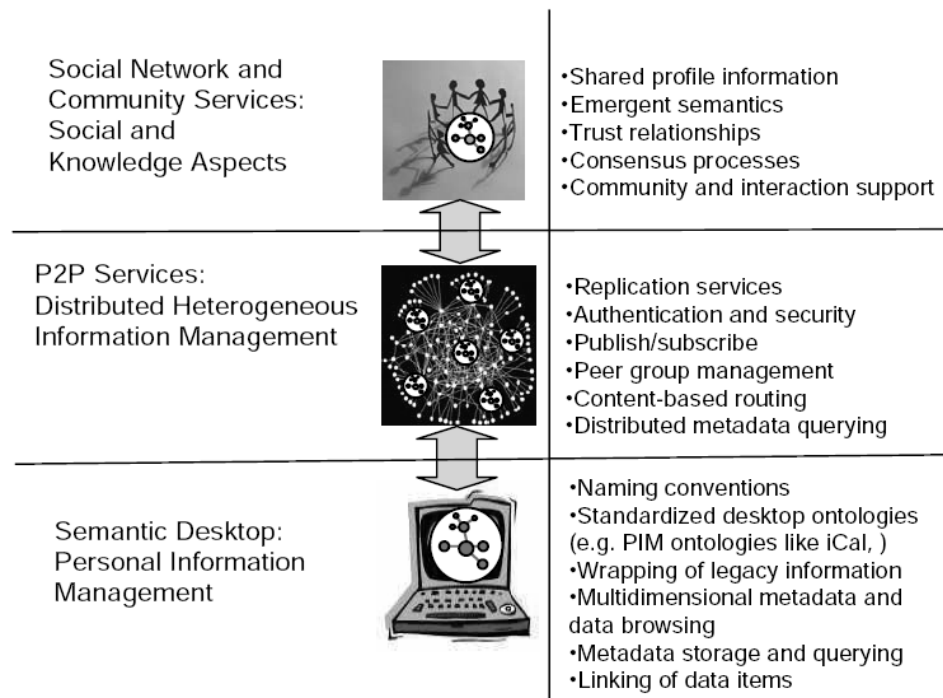 Social Network and
Community Services:
Social and
Knowledge Aspects
•Shared profile information
•Emergent semantics
•Trust relationships
•Consensus processes
•Community and interaction support
P2P Services:
Distributed Heterogeneous
Information Management
•Replication services
•Authentication and security
•Publish/subscribe
•Peer group management
•Content-based routing
•Distributed metadata querying
Semantic Desktop:
Personal Information
Management
•Naming conventions
•Standardized desktop ontologies
(e.g. PIM ontologies like iCal, )
•Wrapping of legacy information
•Multidimensional metadata and
data browsing
•Metadata storage and querying
•Linking of data items